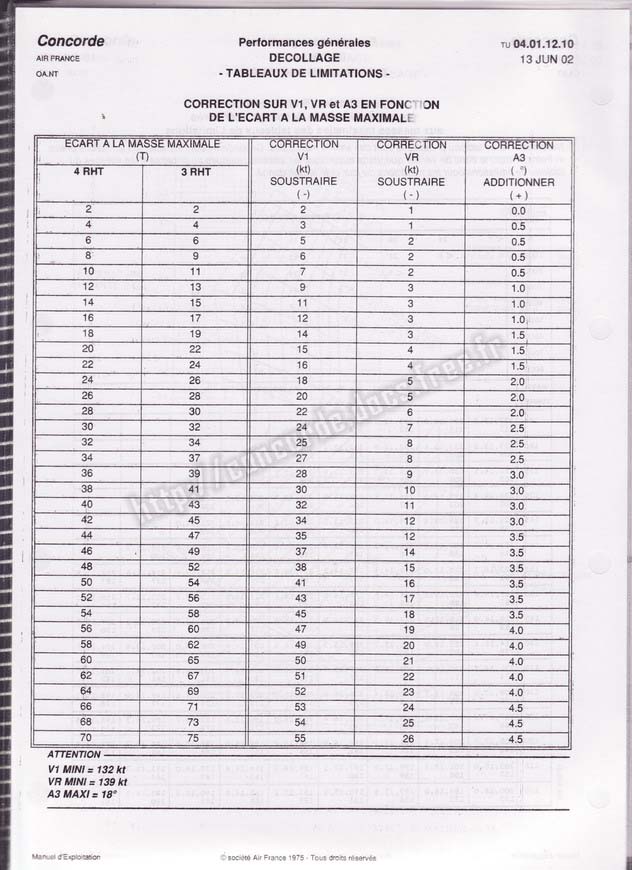 Concorde Performances générales TU 04.01.12.10
AIR FRANCE DECOLLAGE 13 JUN 02
OA.NT - TABLEAUX DE LIMITATIONS -
CORRECTION SUR V1, VR et A3 EN FONCTION
DE L'ECART A LA MASSE MAXIMALE
ECART A LA MASSE MAXIMALE CORRECTION CORRECTION CORRECTION
(T) V1 VR A3
4 RHT 3 RHT (kt) (kt) (°)
SOUSTRAIRE SOUSTRAIRE ADDITIONNER
(-) (-) (+)
2 2 2 1 0.0
4 4 3 1 0.5
6 6 5 2 0.5
8 9 6 2 0.5
10 11 7 2 0.5
12 13 9 3 1.0
14 15 11 3 1.0
16 17 12 3 1.0
18 19 14 3 1.5
20 22 15 4 1.5
22 24 16 4 1.5
24 26 18 5 2.0
26 28 20 5 2.0
28 30 22 6 2.0
30 32 24 7 2.5
32 34 25 8 2.5
34 37 27 8 2.5
36 39 28 9 3.0
38 41 30 10 3.0
40 43 32 11 3.0
42 45 34 12 3.0
44 47 35 12 3.5
46 49 37 14 3.5
48 52 38 15 3.5
50 54 41 16 3.5
52 56 43 17 3.5
54 58 45 18 3.5
56 60 47 19 4.0
58 62 49 20 4.0
60 65 50 21 4.0
62 67 51 22 4.0
64 69 52 23 4.0
66 71 53 24 4.5
68 73 54 25 4.5
70 75 55 26 4.5
http://concorde.docs.free.fr
ATTENTION
V1 MINI = 132 kt
VR MINI = 139 kt
A3 MAXI = 18°
Manuel d'Exploitation © société Air France 1975 - Tous droits réservés